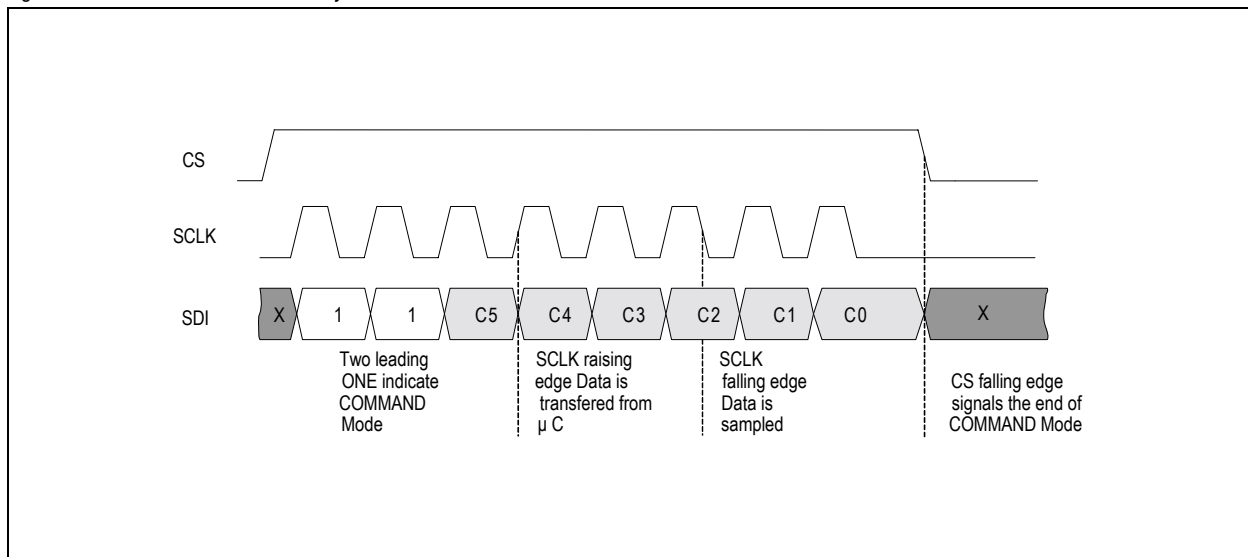 CS
SCLK
SDI
X 1 1 C5 C4 C3 C2 C1 C0 X
Two leading
ONE indicate
COMMAND
Mode
SCLK raising
edge Data is
transfered from
µ C
SCLK
falling edge
Data is
sampled
CS falling edge
signals the end of
COMMAND Mode